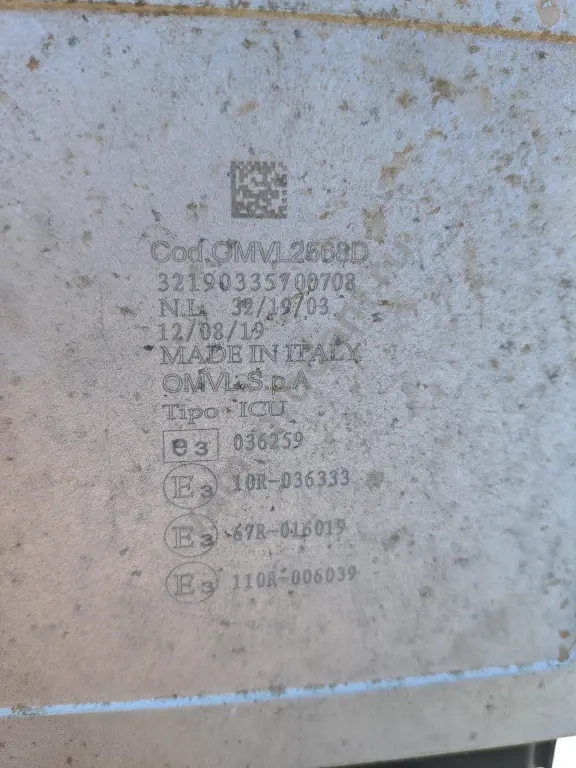 Cod.OMVL2568D
32190335700708
N.L. 32/19/03
12/08/19
MADE IN ITALY
OMVL S.p.A
Tipo ICU
e3 036259
E3 10R-036333
E3 67R-016019
E3 110R-006039